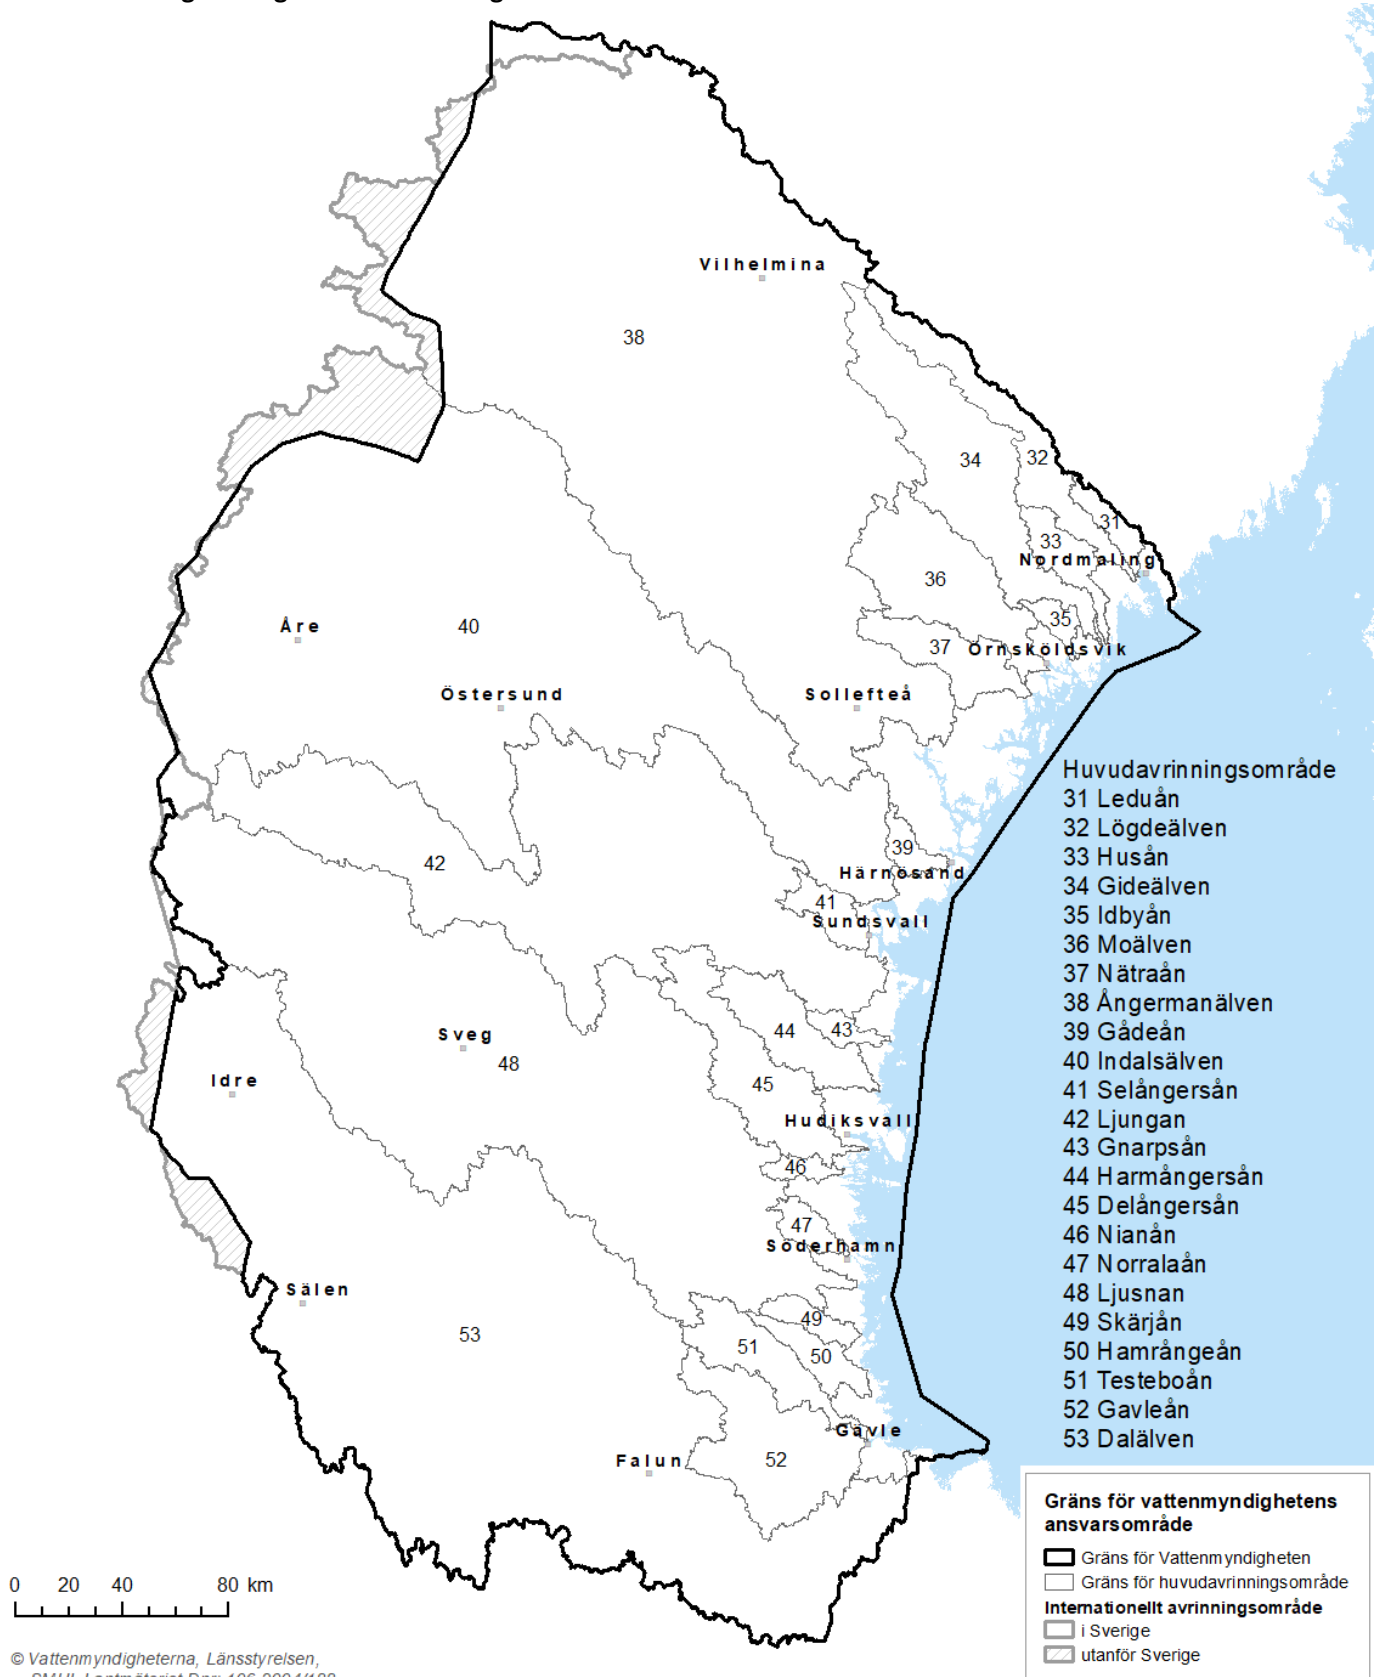 Vilhelmina
38
34
32
31
33
Nordmaling
36
35
Åre
40
37
Örnsköldsvik
Östersund
Sollefteå
Huvudavrinningsområde
31 Leduån
32 Lögdeälven
33 Husån
34 Gideälven
35 Idbyån
36 Moälven
37 Nätraån
38 Ångermanälven
39 Gådeån
40 Indalsälven
41 Selångersån
42 Ljungan
43 Gnarpsån
44 Harmångersån
45 Delångersån
46 Nianån
47 Norralaån
48 Ljusnan
49 Skärjån
50 Hamrångeån
51 Testeboån
52 Gavleån
53 Dalälven
39
42
Härnösand
41
Sundsvall
Sveg
44
43
48
Idre
45
Hudiksvall
46
47
Söderhamn
Sälen
49
53
51
50
Gävle
Falun
52
Gräns för vattenmyndighetens
ansvarsområde
Gräns för Vattenmyndigheten
Gräns för huvudavrinningsområde
Internationellt avrinningsområde
i Sverige
utanför Sverige
0 20 40 80 km
© Vattenmyndigheterna, Länsstyrelsen,